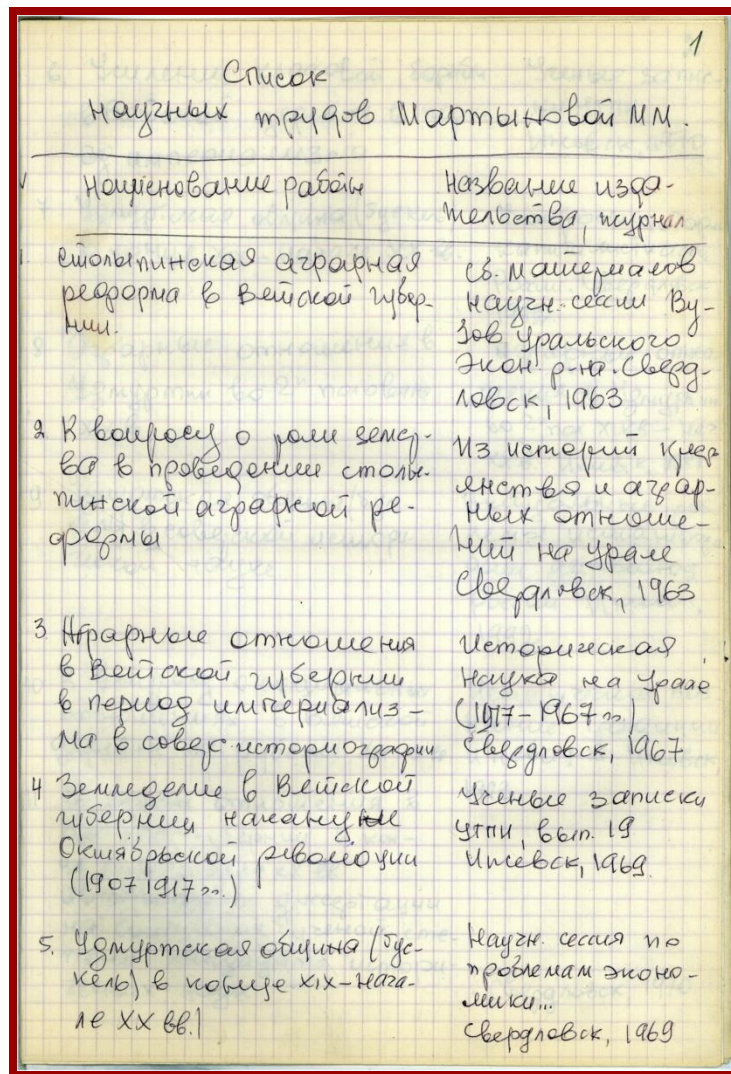 1
Список
научных трудов Мартыновой М.М.
Наименование работы
Название изда-
тельства, журнал
1. Столыпинская аграрная
реформа в Вятской губер-
нии.
сб. материалов
научн. сессии Ву-
зов Уральского
Экон. р-на. Сверд-
ловск, 1963
2 К вопросу о роли земс-
ва в проведении столы-
пинской аграрной ре-
формы
Из истории крес
янства и аграр-
ных отноше-
ний на Урале
Свердловск, 1963
3. Аграрные отношения
в Вятской губернии
в период империализ-
ма в совес. историографии
Историческая
наука на Урале
(1917-1967 гг.)
Свердловск, 1967
4 Земледелие в Вятской
губернии накануне
Октябрьской революции
(1907 1917 гг.)
Ученые записки
УГПИ, вып. 19
Ижевск, 1969.
5. Удмуртская община (бус-
кель) в конце XIX-нача-
ле XX вв.
Научн. сессия по
проблемам эконо-
мики...
Свердловск, 1969